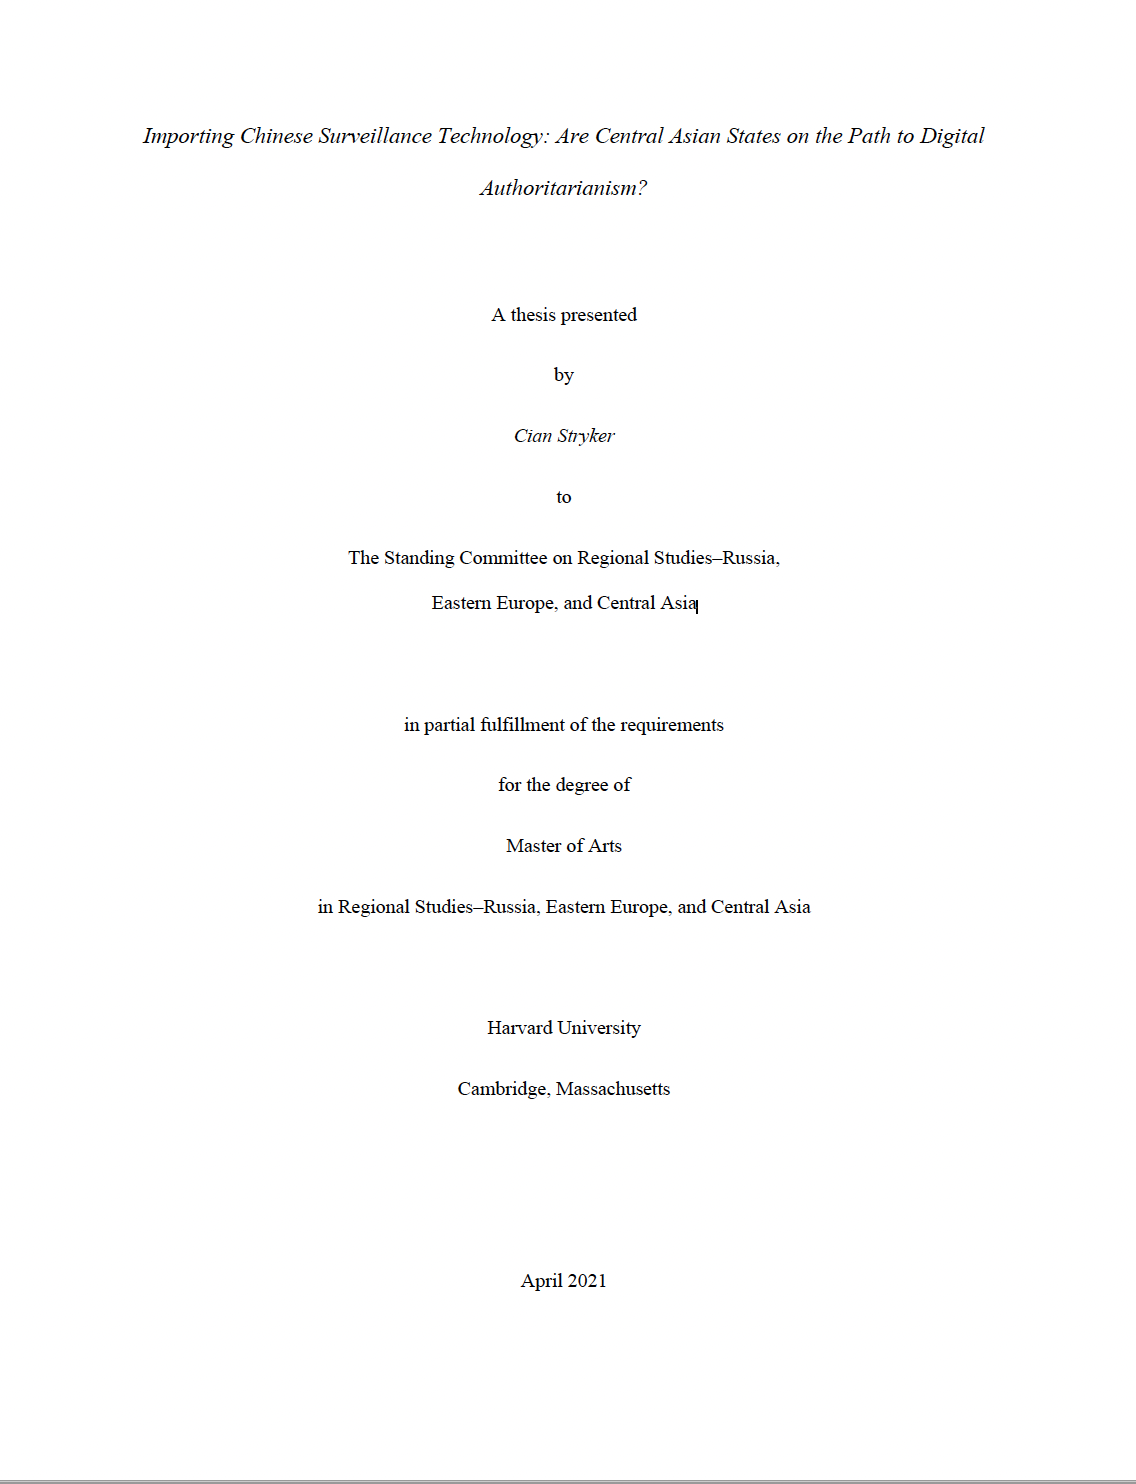 Importing Chinese Surveillance Technology: Are Central Asian States on the Path to Digital
Authoritarianism?
A thesis presented
by
Cian Stryker
to
The Standing Committee on Regional Studies–Russia,
Eastern Europe, and Central Asia
in partial fulfillment of the requirements
for the degree of
Master of Arts
in Regional Studies–Russia, Eastern Europe, and Central Asia
Harvard University
Cambridge, Massachusetts
April 2021